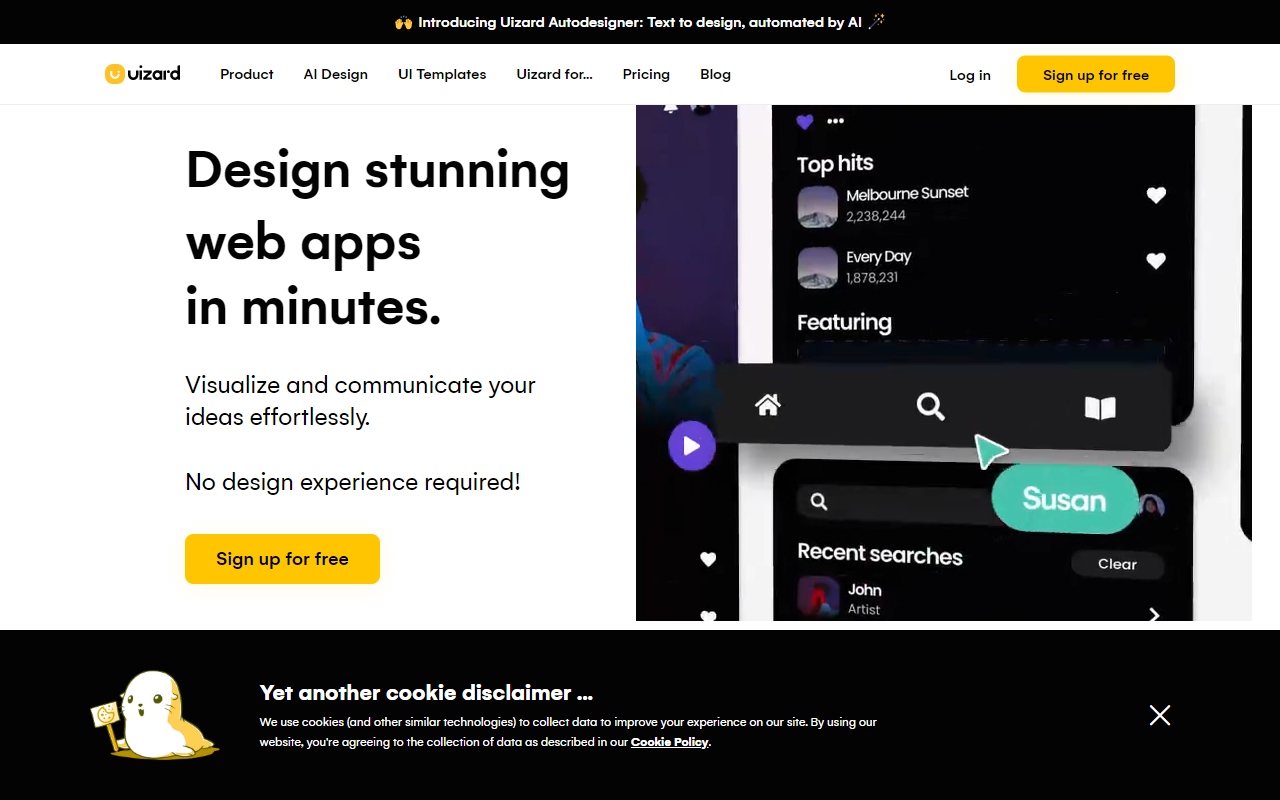 🙌 Introducing Uizard Autodesigner: Text to design, automated by AI 🪄
uizard
Product
AI Design
UI Templates
Uizard for...
Pricing
Blog
Log in
Sign up for free
Design stunning
web apps
in minutes.
Visualize and communicate your
ideas effortlessly.
No design experience required!
Sign up for free
Top hits
Melbourne Sunset
2,238,244
Every Day
1,878,231
Featuring
Susan
Recent searches
Clear
John
Artist
Yet another cookie disclaimer ...
We use cookies (and other similar technologies) to collect data to improve your experience on our site. By using our
website, you're agreeing to the collection of data as described in our Cookie Policy.